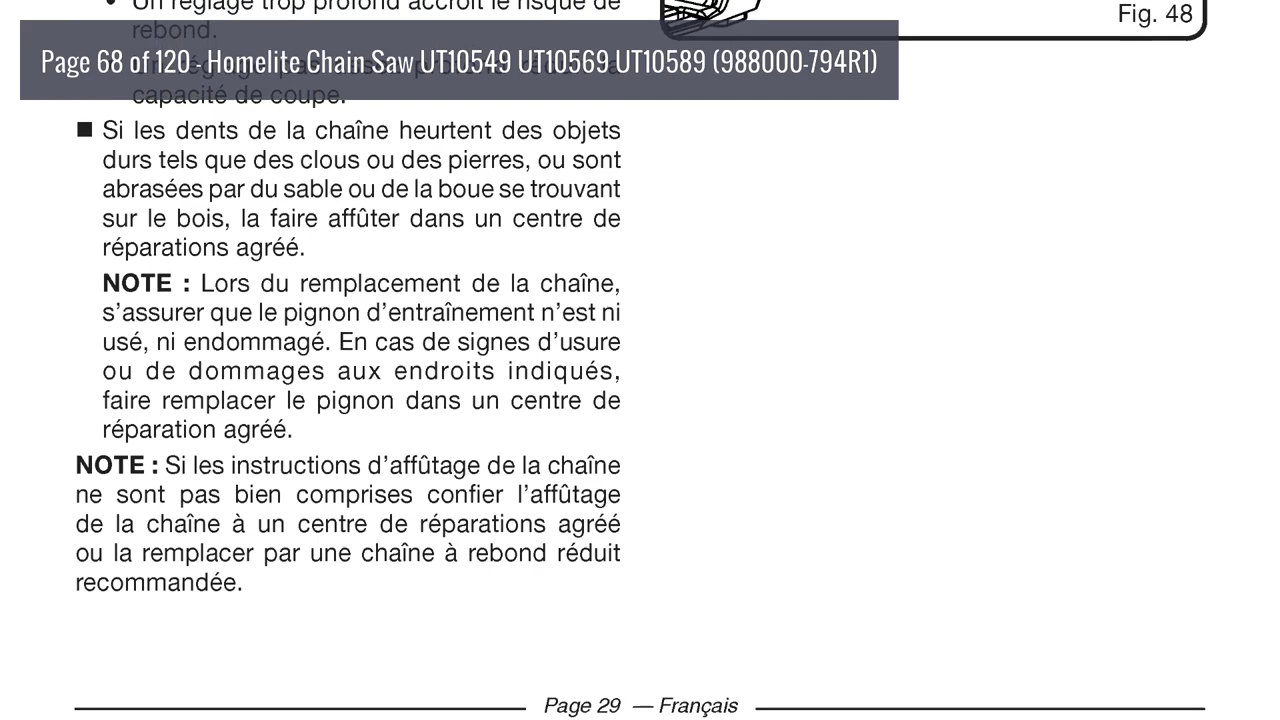 • Un réglage trop profond accroît le risque de
rebond.
capacité de coupe.
Page 68 of 120 - Homelite Chain Saw UT10549 UT10569 UT10589 (988000-794R1)
■ Si les dents de la chaîne heurtent des objets
durs tels que des clous ou des pierres, ou sont
abrasées par du sable ou de la boue se trouvant
sur le bois, la faire affûter dans un centre de
réparations agréé.
NOTE : Lors du remplacement de la chaîne,
s’assurer que le pignon d’entraînement n’est ni
usé, ni endommagé. En cas de signes d’usure
ou de dommages aux endroits indiqués,
faire remplacer le pignon dans un centre de
réparation agréé.
NOTE : Si les instructions d’affûtage de la chaîne
ne sont pas bien comprises confier l’affûtage
de la chaîne à un centre de réparations agréé
ou la remplacer par une chaîne à rebond réduit
recommandée.
Fig. 48
Page 29 — Français